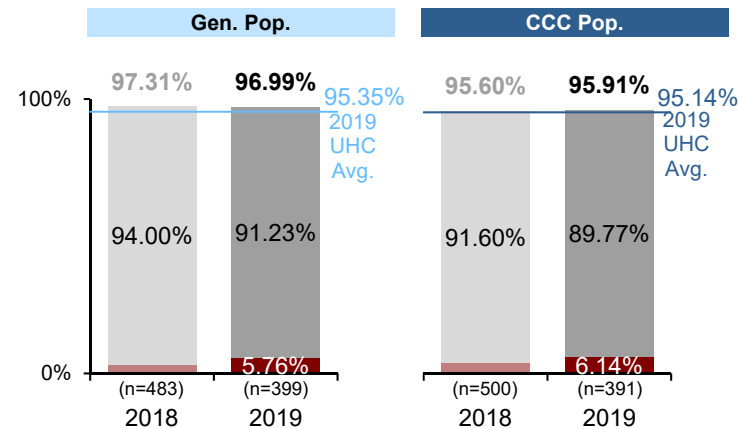 Gen. Pop.
CCC Pop.
97.31%
96.99%
95.60%
95.91%
100%
95.35%
2019
UHC
Avg.
95.14%
2019
UHC
Avg.
94.00%
91.23%
91.60%
89.77%
5.76%
6.14%
0%
(n=483)
(n=399)
(n=500)
(n=391)
2018
2019
2018
2019